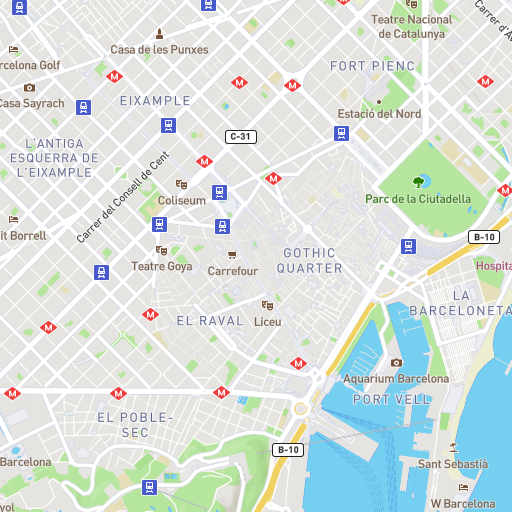 Teatre Nacional
de Catalunya
Carrer d'A
Casa de les Punxes
rcelona Golf
FORT PIENC
M
M
M
M
Casa Sayrach
EIXAMPLE
Estació del Nord
C-31
L'ANTIGA
ESQUERRA DE
L'EIXAMPLE
Carrer del Consell de Cent
M
M
M
Coliseum
Parc de la Ciutadella
it Borrell
B-10
GOTHIC
QUARTER
Teatre Goya
Carrefour
Hospita
LA
BARCELONETA
M
M
EL RAVAL
Liceu
M
Aquarium Barcelona
M
M
M
PORT VELL
EL POBLE-
SEC
B-10
Barcelona
Sant Sebastià
yol
W Barcelona